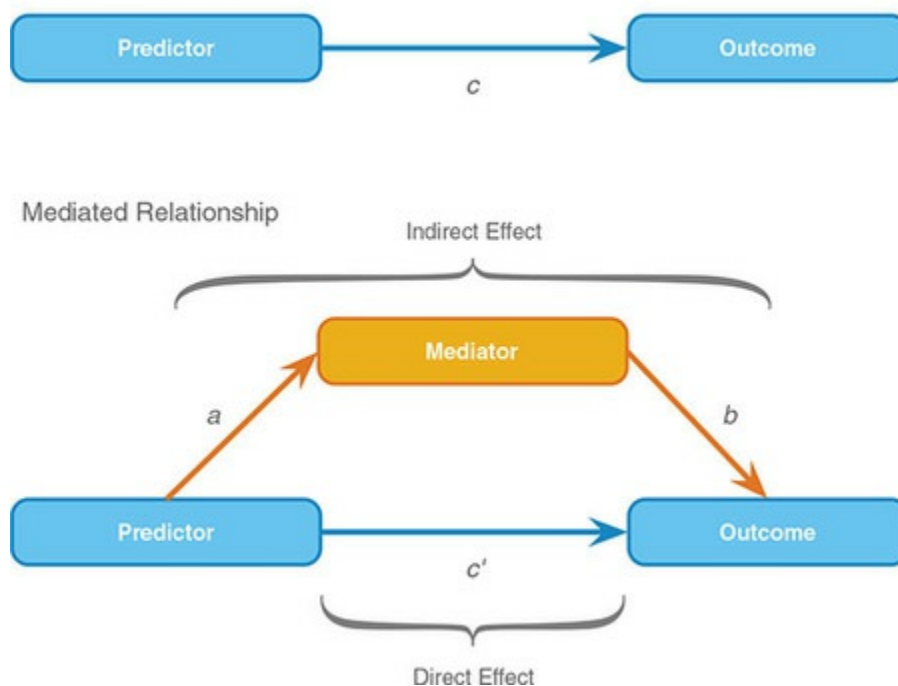 Predictor
Outcome
c
Mediated Relationship
Indirect Effect
Mediator
a
b
Predictor
Outcome
c'
Direct Effect